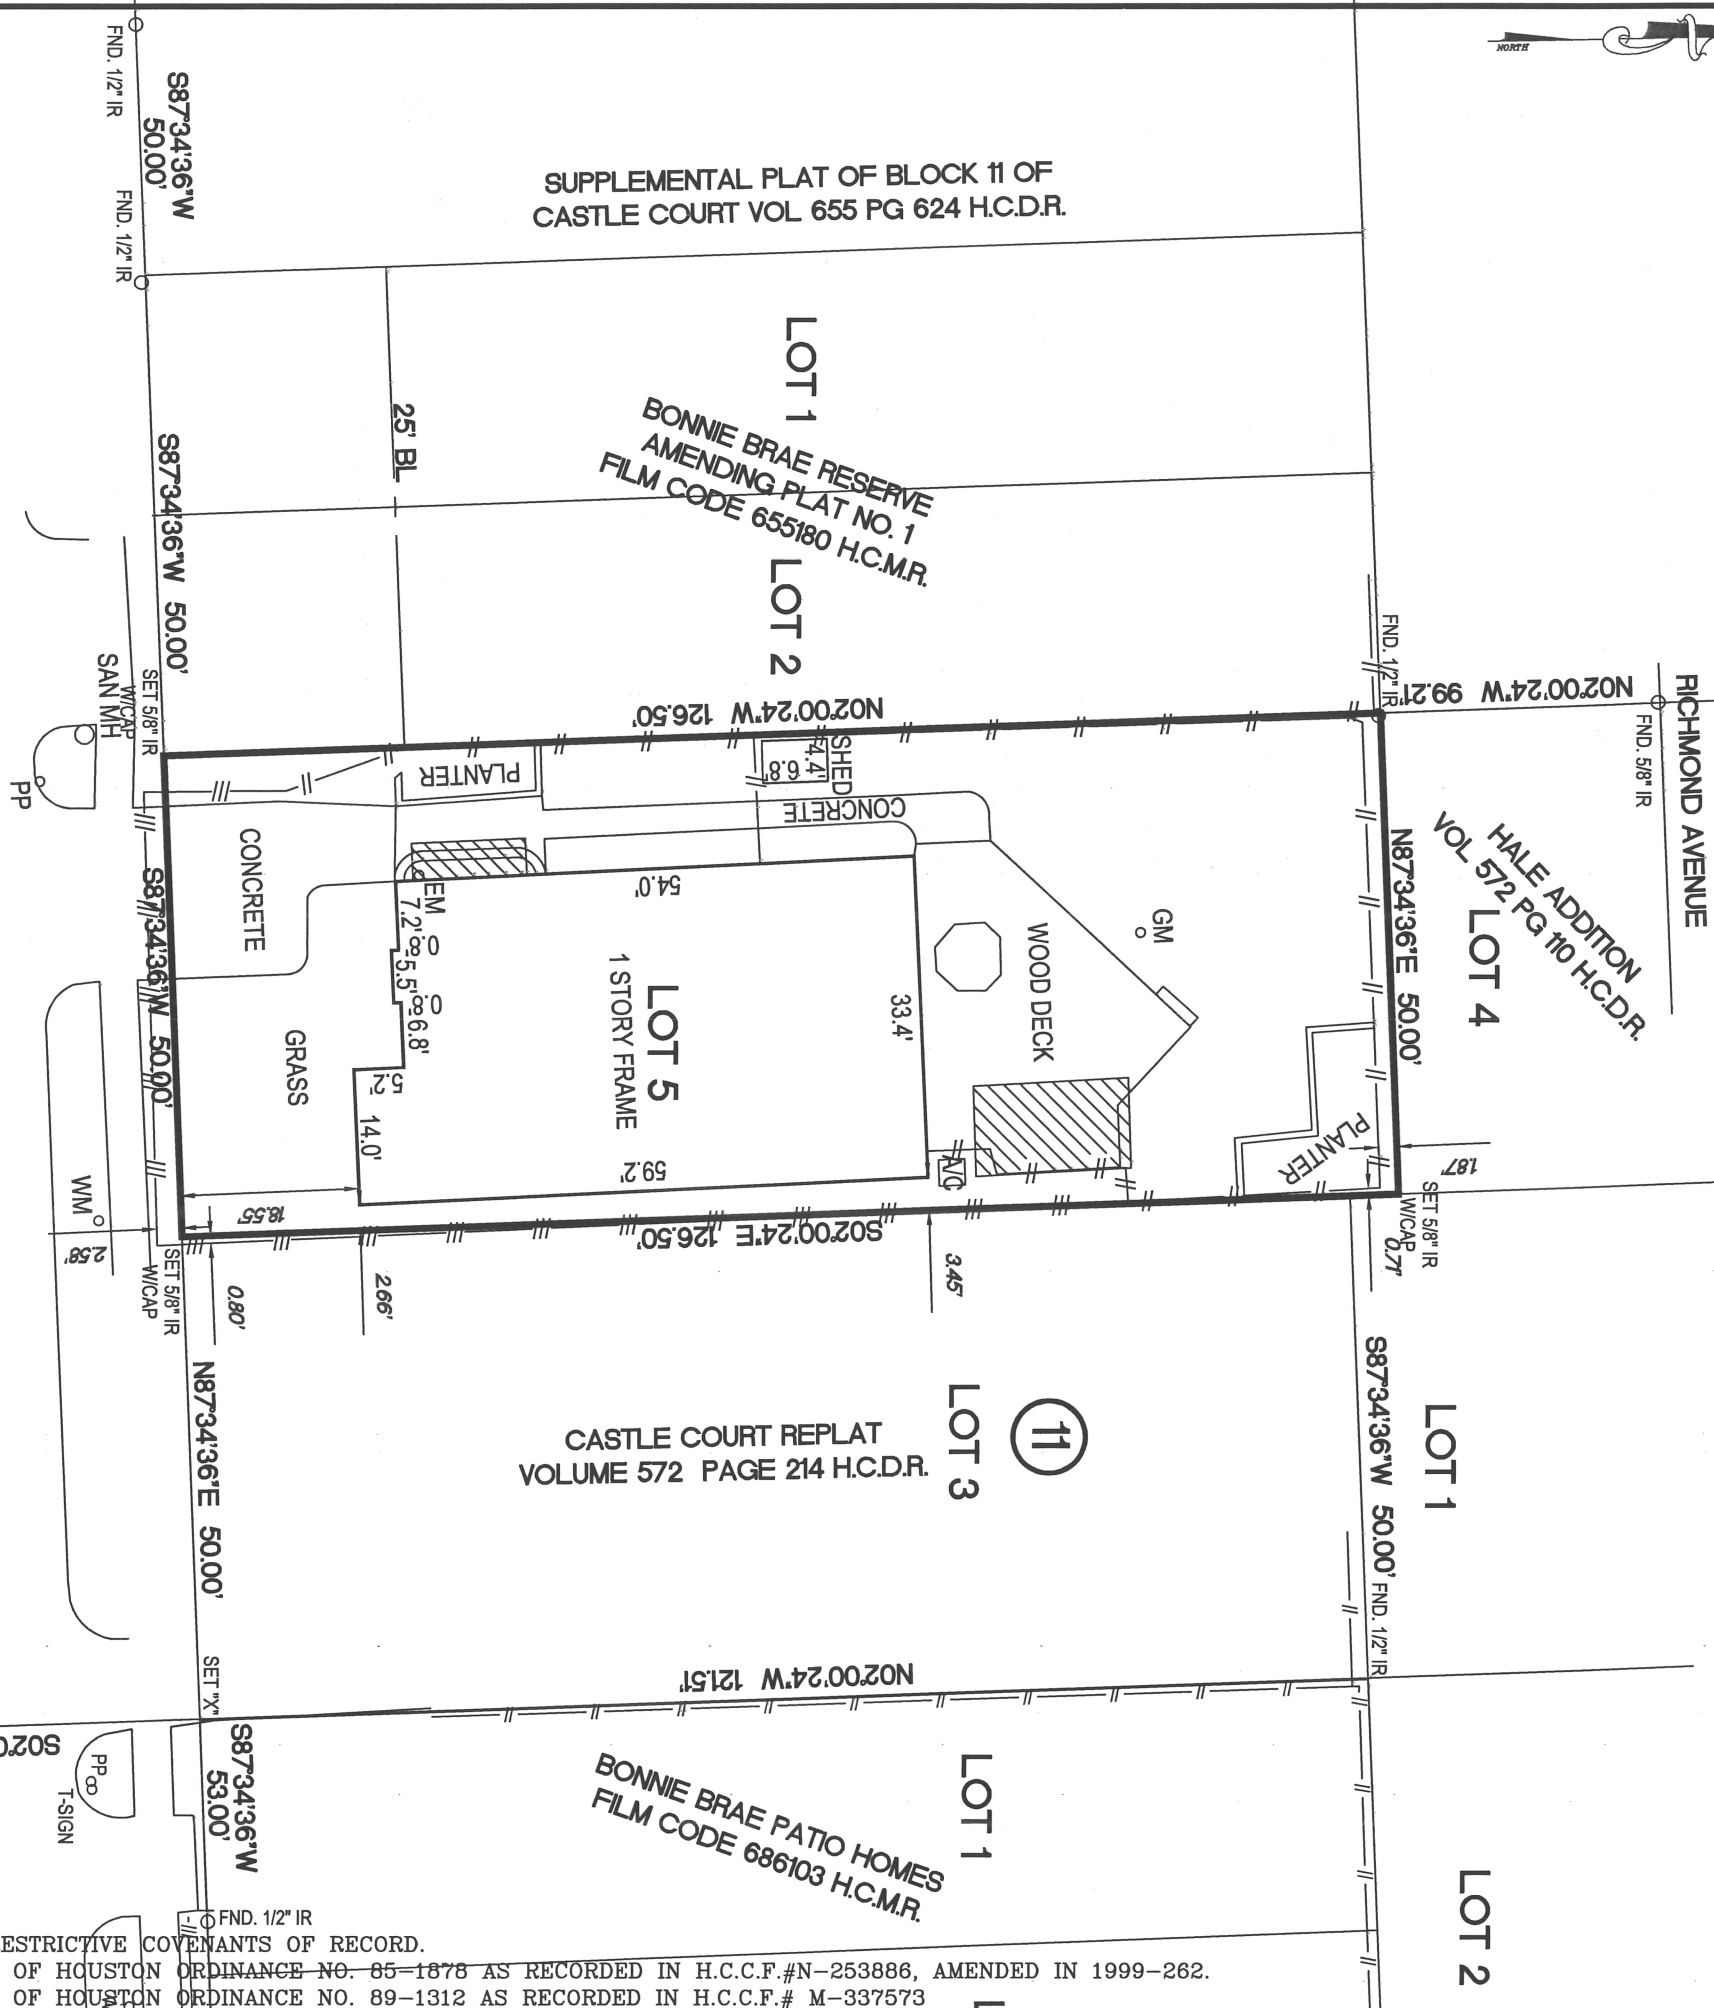 NORTH
FND. 1/2" IR
S87°34'36"W
50.00'
FND. 1/2" IR
SUPPLEMENTAL PLAT OF BLOCK 11 OF
CASTLE COURT VOL 655 PG 624 H.C.D.R.
LOT 1
25' BL
BONNIE BRAE RESERVE
AMENDING PLAT NO. 1
FILM CODE 655180 H.C.M.R.
S87°34'36"W 50.00'
LOT 2
FND. 1/2" IR
N02°00'24"W 99.21'
RICHMOND AVENUE
FND. 5/8" IR
SAN MH
SET 5/8" IR
W/CAP
PP
N02°00'24"W 126.50'
PLANTER
SHED
4.4'
6.8'
CONCRETE
HALE ADDITION
VOL 572 PG 110 H.C.D.R.
LOT 4
N87°34'36"E 50.00'
CONCRETE
S87°34'36"W 50.00'
EM
7.2'
0.8'
5.5'
0.8'
6.8'
5.2'
14.0'
54.0'
LOT 5
1 STORY FRAME
33.4'
59.2'
WOOD DECK
GM
GRASS
PLANTER
A/C
1.87'
SET 5/8" IR
W/CAP
0.71'
WM
2.58'
18.55'
SET 5/8" IR
W/CAP
0.80'
2.66'
S02°00'24"E 126.50'
3.45'
N87°34'36"E 50.00'
CASTLE COURT REPLAT
VOLUME 572 PAGE 214 H.C.D.R.
LOT 3
11
S87°34'36"W 50.00'
LOT 1
FND. 1/2" IR
SET "X"
N02°00'24"W 121.51'
S02°0
PP
T-SIGN
S87°34'36"W
53.00'
BONNIE BRAE PATIO HOMES
FILM CODE 686103 H.C.M.R.
LOT 1
LOT 2
FND. 1/2" IR
ESTRICTIVE COVENANTS OF RECORD.
OF HOUSTON ORDINANCE NO. 85-1878 AS RECORDED IN H.C.C.F.#N-253886, AMENDED IN 1999-262.
OF HOUSTON ORDINANCE NO. 89-1312 AS RECORDED IN H.C.C.F.# M-337573